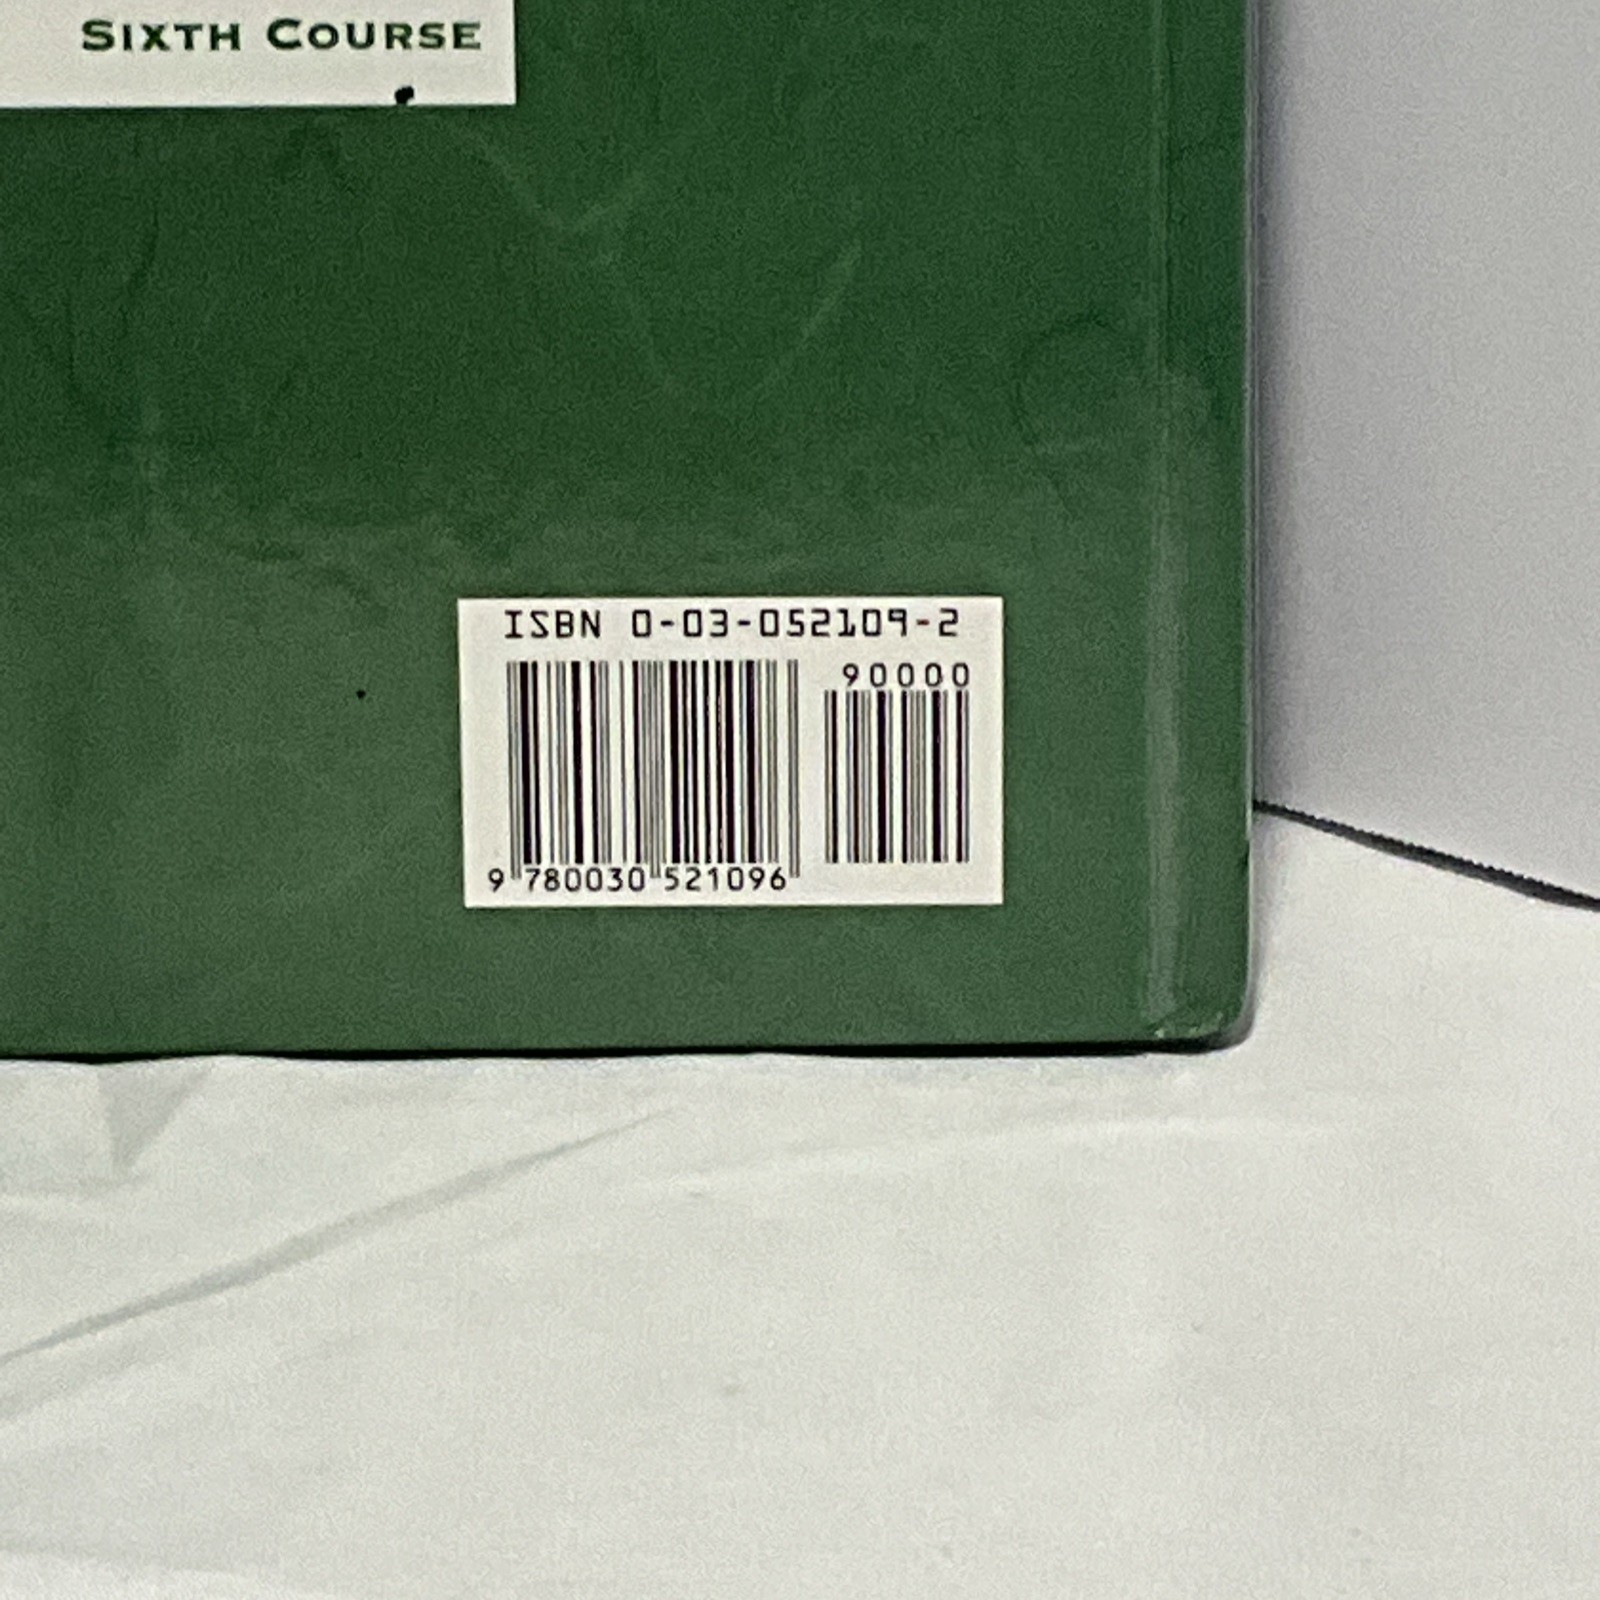 SIXTH COURSE
ISBN 0-03-052109-2
90000
9 780030 521096